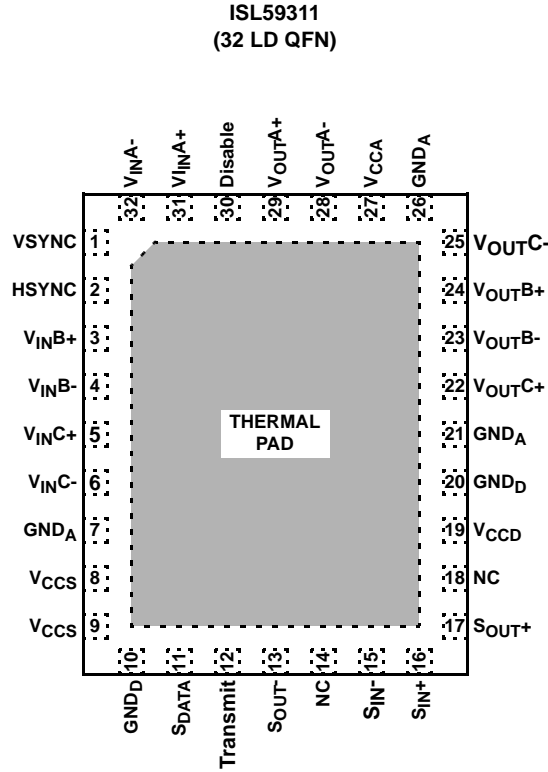 ISL59311
(32 LD QFN)
32 VINA-
31 VIINA+
30 Disable
29 VOUTA+
28 VOUTA-
27 VCCA
26 GNDA
VSYNC 1
HSYNC 2
VINB+ 3
VINB- 4
VINC+ 5
VINC- 6
GNDA 7
VCCS 8
VCCS 9
25 VOUTC-
24 VOUTB+
23 VOUTB-
22 VOUTC+
21 GNDA
20 GNDD
19 VCCD
18 NC
17 SOUT+
THERMAL
PAD
GNDD 10
SDATA 11
Transmit 12
SOUT- 13
NC 14
SIN- 15
SIN+ 16